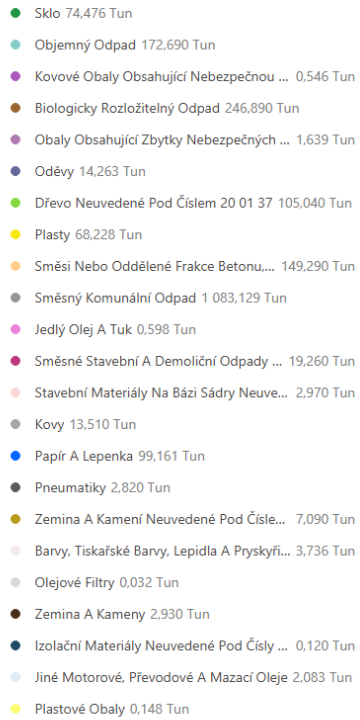 Sklo 74,476 Tun
Objemný Odpad 172,690 Tun
Kovové Obaly Obsahující Nebezpečnou ... 0,546 Tun
Biologicky Rozložitelný Odpad 246,890 Tun
Obaly Obsahující Zbytky Nebezpečných ... 1,639 Tun
Oděvy 14,263 Tun
Dřevo Neuvedené Pod Číslem 20 01 37 105,040 Tun
Plasty 68,228 Tun
Směsi Nebo Oddělené Frakce Betonu,... 149,290 Tun
Směsný Komunální Odpad 1 083,129 Tun
Jedlý Olej A Tuk 0,598 Tun
Směsné Stavební A Demoliční Odpady ... 19,260 Tun
Stavební Materiály Na Bázi Sádry Neuve... 2,970 Tun
Kovy 13,510 Tun
Papír A Lepenka 99,161 Tun
Pneumatiky 2,820 Tun
Zemina A Kamení Neuvedené Pod Čísle... 7,090 Tun
Barvy, Tiskařské Barvy, Lepidla A Pryskyři... 3,736 Tun
Olejové Filtry 0,032 Tun
Zemina A Kameny 2,930 Tun
Izolační Materiály Neuvedené Pod Čísly ... 0,120 Tun
Jiné Motorové, Převodové A Mazací Oleje 2,083 Tun
Plastové Obaly 0,148 Tun